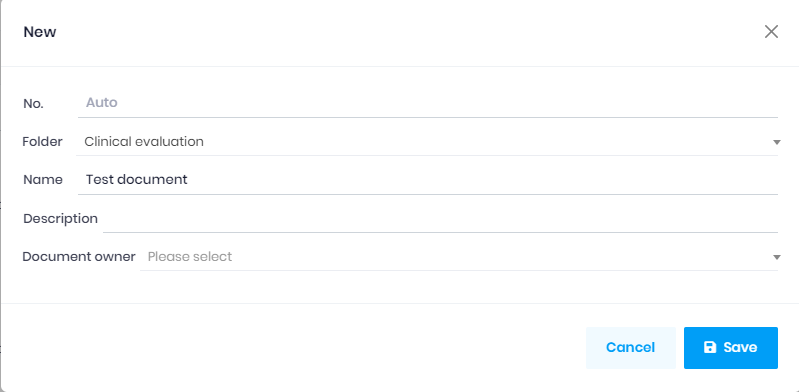 New
No. Auto
Folder Clinical evaluation
Name Test document
Description
Document owner Please select
Cancel Save